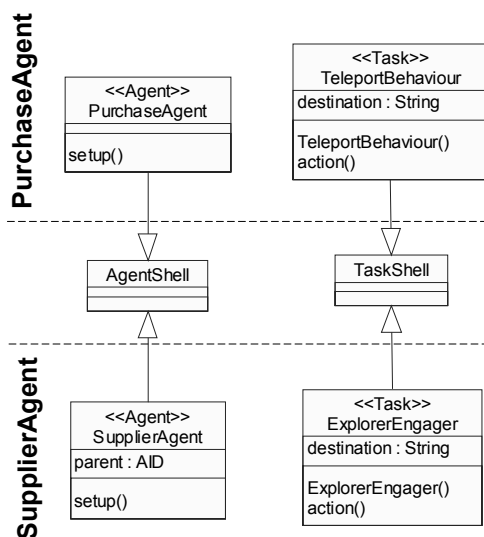 PurchaseAgent
<<Agent>>
PurchaseAgent
setup()
<<Task>>
TeleportBehaviour
destination : String
TeleportBehaviour()
action()
AgentShell
TaskShell
SupplierAgent
<<Agent>>
SupplierAgent
parent : AID
setup()
<<Task>>
ExplorerEngager
destination : String
ExplorerEngager()
action()